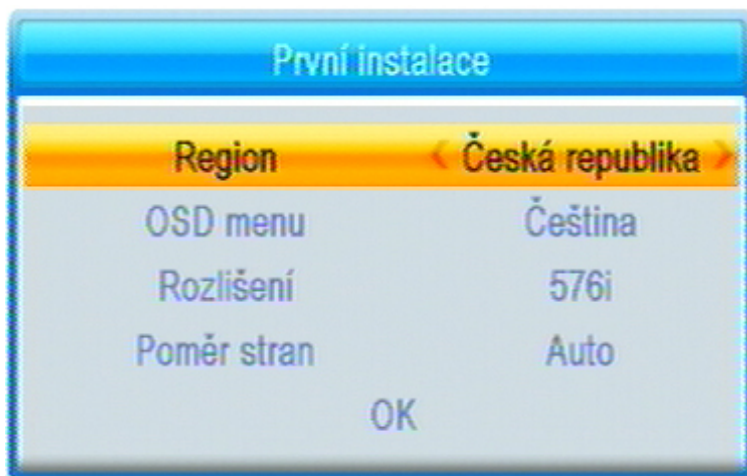 První instalace
Region Česká republika
OSD menu Čeština
Rozlišení 576i
Poměr stran Auto
OK